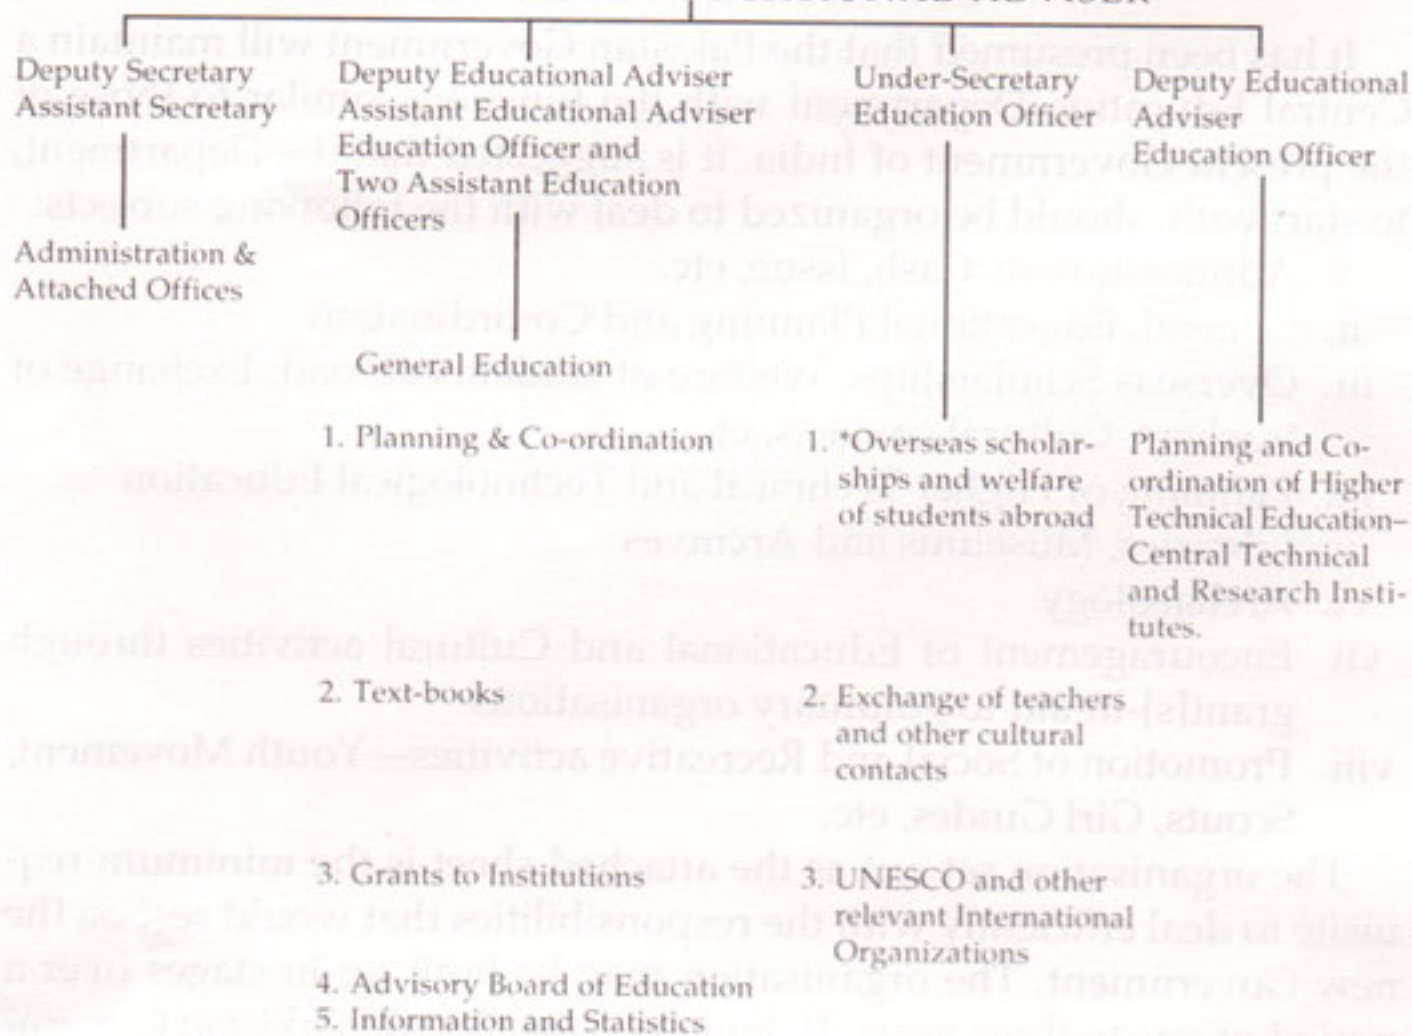 Deputy Secretary
Assistant Secretary
Administration &
Attached Offices
Deputy Educational Adviser
Assistant Educational Adviser
Education Officer and
Two Assistant Education
Officers
General Education
1. Planning & Co-ordination
2. Text-books
3. Grants to Institutions
4. Advisory Board of Education
5. Information and Statistics
Under-Secretary
Education Officer
1. *Overseas scholar-
ships and welfare
of students abroad
2. Exchange of teachers
and other cultural
contacts
3. UNESCO and other
relevant International
Organizations
Deputy Educational
Adviser
Education Officer
Planning and Co-
ordination of Higher
Technical Education–
Central Technical
and Research Insti-
tutes.